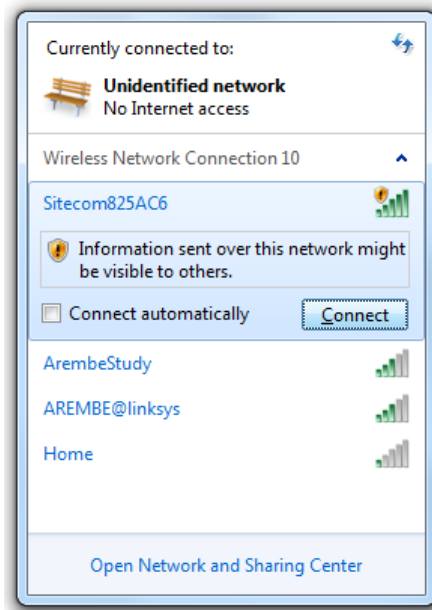 Currently connected to:
Unidentified network
No Internet access
Wireless Network Connection 10
Sitecom825AC6
Information sent over this network might
be visible to others.
Connect automatically
Connect
ArembeStudy
AREMBE@linksys
Home
Open Network and Sharing Center